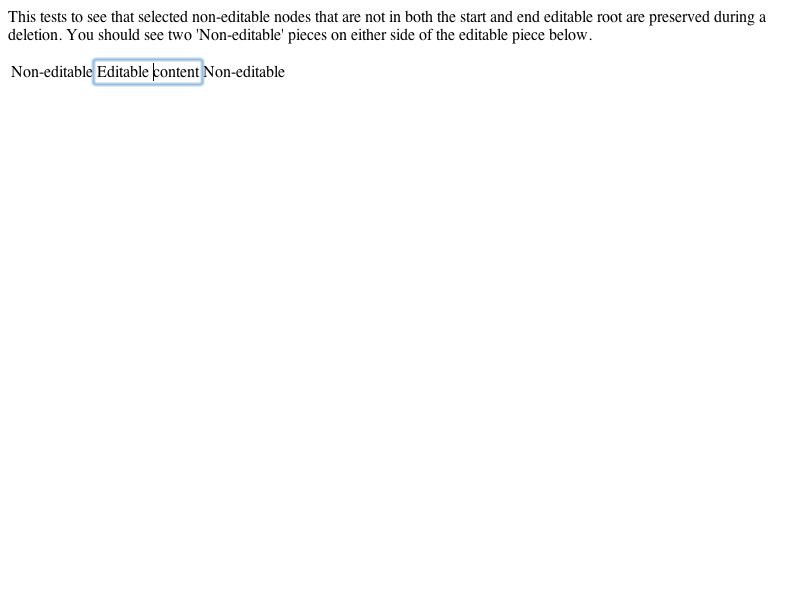 This tests to see that selected non-editable nodes that are not in both the start and end editable root are preserved during a
deletion. You should see two 'Non-editable' pieces on either side of the editable piece below.
Non-editable Editable content Non-editable